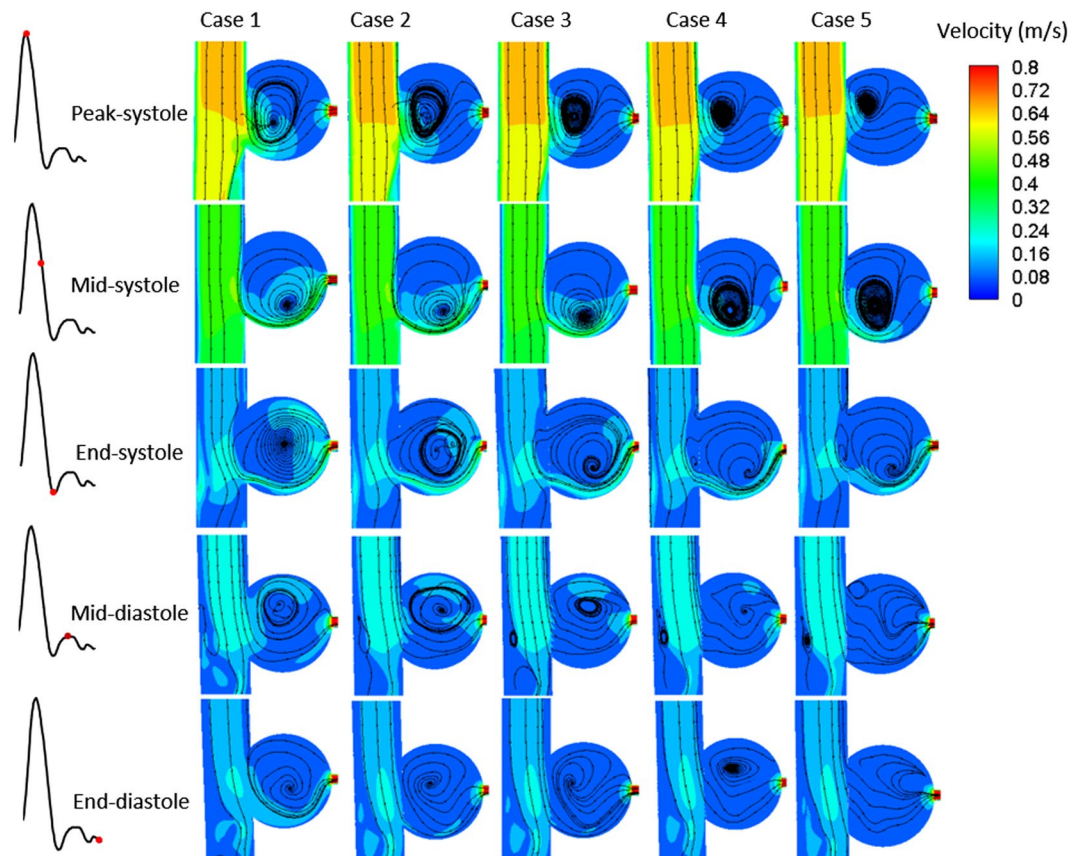 Case 1 Case 2 Case 3 Case 4 Case 5
Velocity (m/s)
0.8
0.72
0.64
0.56
0.48
0.4
0.32
0.24
0.16
0.08
0
Peak-systole
Mid-systole
End-systole
Mid-diastole
End-diastole